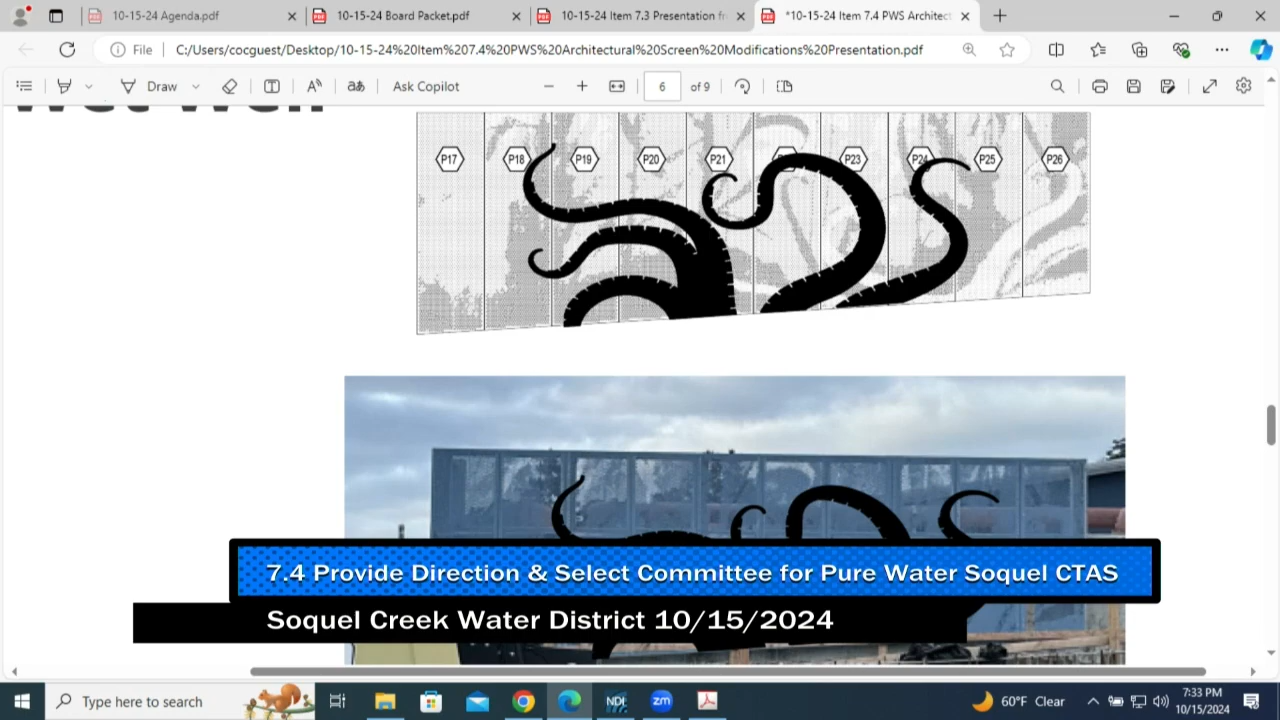 10-15-24 Agenda.pdf
10-15-24 Board Packet.pdf
10-15-24 Item 7.3 Presentation fr
*10-15-24 Item 7.4 PWS Architect
File
C:/Users/cocguest/Desktop/10-15-24%20Item%207.4%20PWS%20Architectural%20Screen%20Modifications%20Presentation.pdf
Draw
Ask Copilot
6 of 9
Wet Well
P17 P18 P19 P20 P21 P23 P24 P25 P26
7.4 Provide Direction & Select Committee for Pure Water Soquel CTAS
Soquel Creek Water District 10/15/2024
Type here to search
NDI
zm
60°F Clear
7:33 PM
10/15/2024